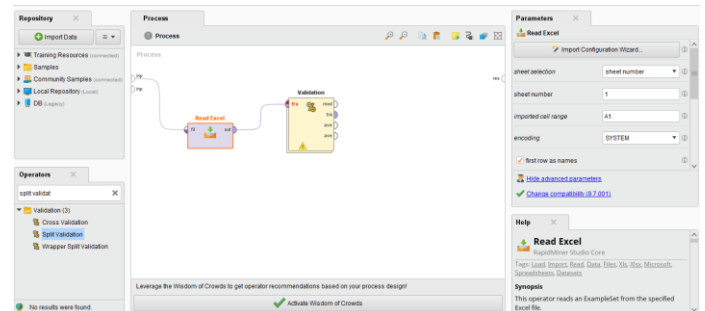 Repository
Import Data
Training Resources (connected)
Samples
Community Samples (connected)
Local Repository (Local)
DB (Legacy)
Operators
split validat
Validation (3)
Cross Validation
Split Validation
Wrapper Split Validation
No results were found.
Process
Process
Process
inp
inp
res
Read Excel
fil
out
Validation
tra
mod
tra
ave
ave
Leverage the Wisdom of Crowds to get operator recommendations based on your process design!
Activate Wisdom of Crowds
Parameters
Read Excel
Import Configuration Wizard...
sheet selection
sheet number
sheet number
1
imported cell range
A1
encoding
SYSTEM
first row as names
Hide advanced parameters
Change compatibility (9.7.001)
Help
Read Excel
RapidMiner Studio Core
Tags: Load, Import, Read, Data, Files, Xls, Xlsx, Microsoft,
Spreadsheets, Datasets
Synopsis
This operator reads an ExampleSet from the specified
Excel file.